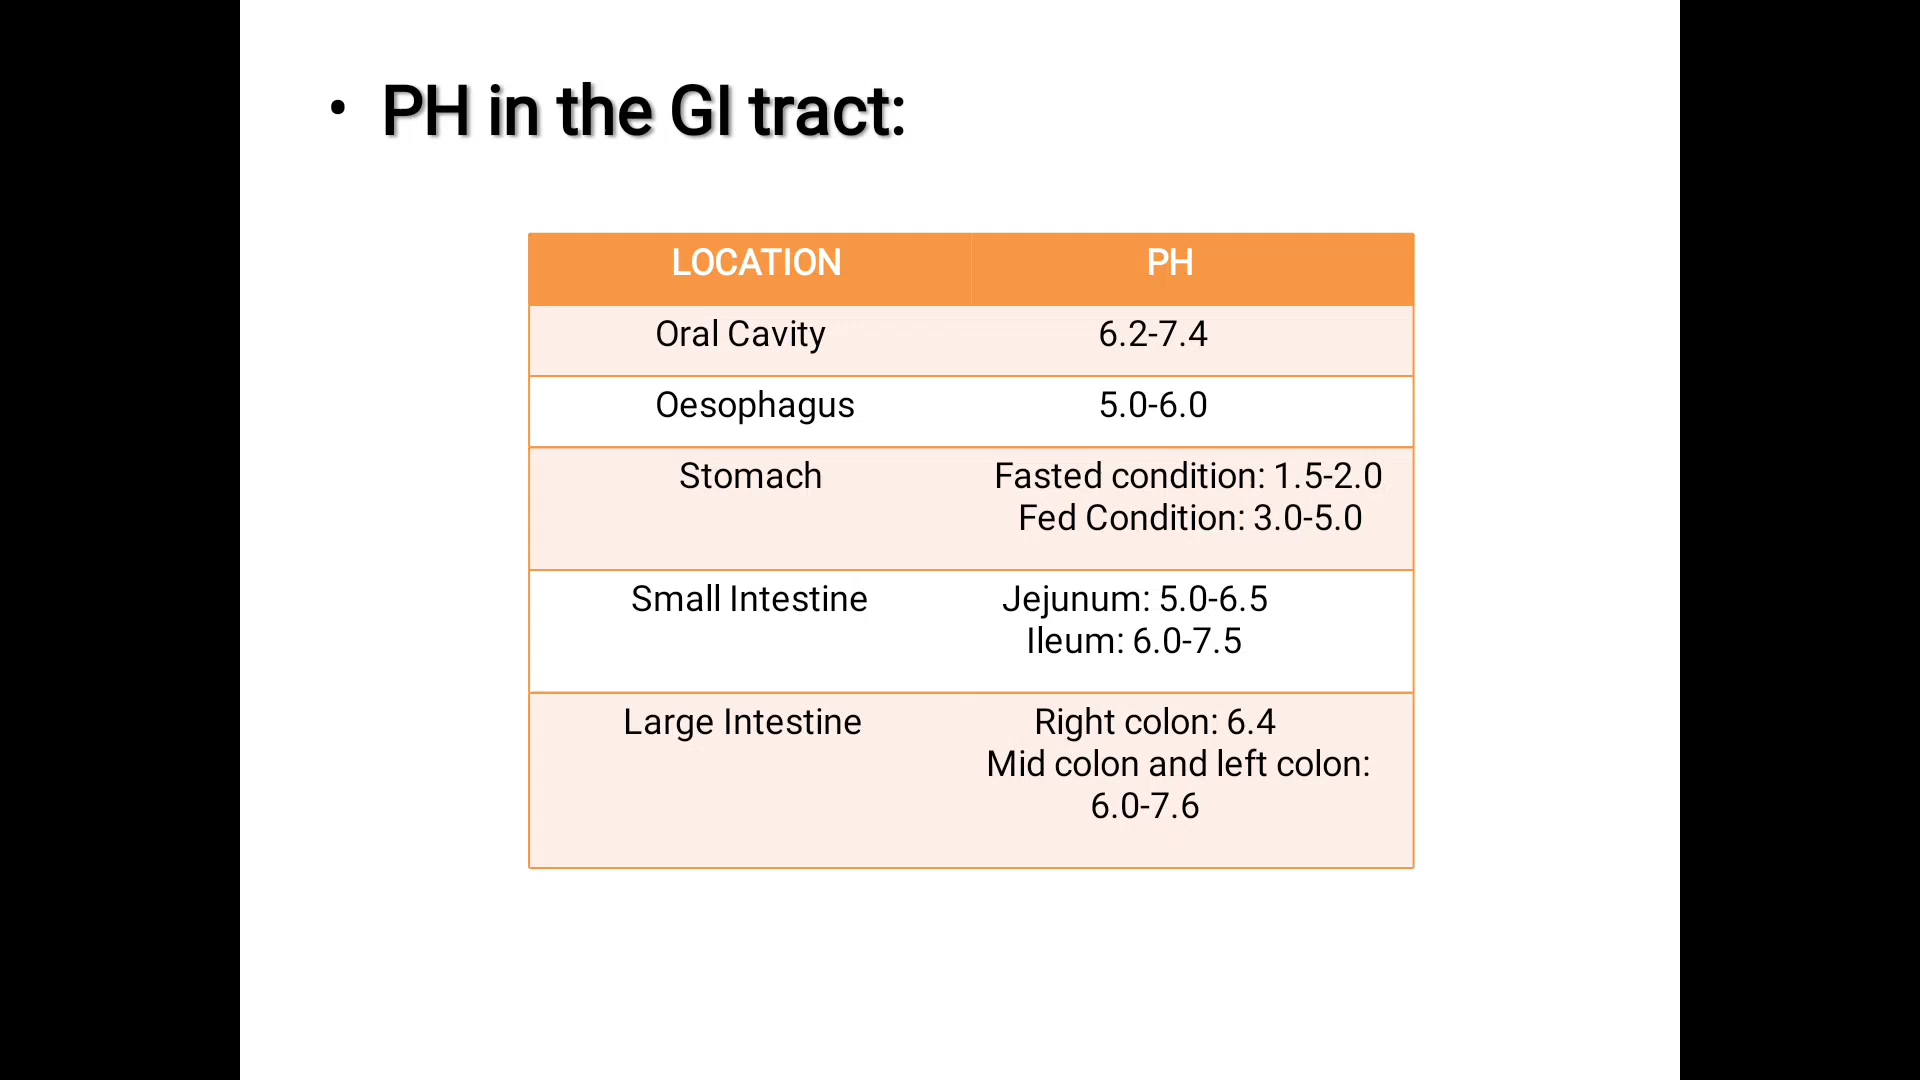 • PH in the GI tract:
LOCATION PH
Oral Cavity 6.2-7.4
Oesophagus 5.0-6.0
Stomach Fasted condition: 1.5-2.0
Fed Condition: 3.0-5.0
Small Intestine Jejunum: 5.0-6.5
Ileum: 6.0-7.5
Large Intestine Right colon: 6.4
Mid colon and left colon:
6.0-7.6